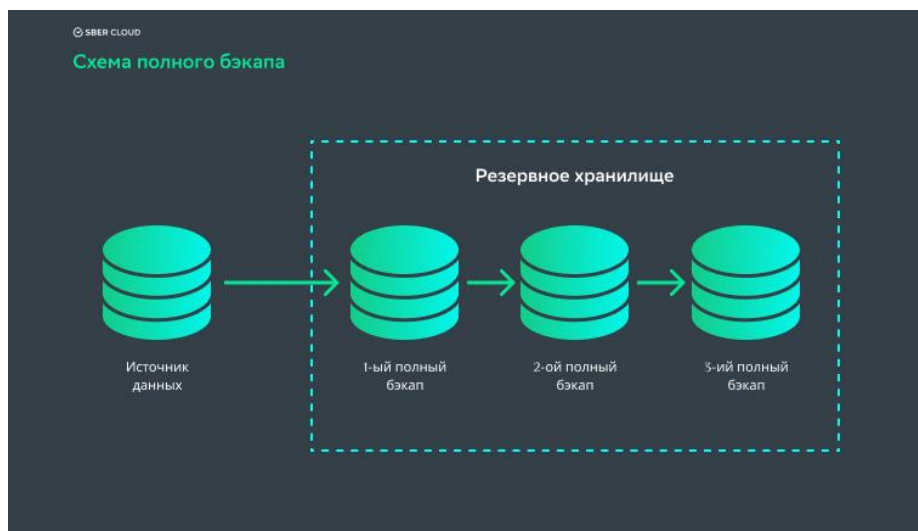 SBER CLOUD
Схема полного бэкапа
Резервное хранилище
Источник
данных
1-ый полный
бэкап
2-ой полный
бэкап
3-ий полный
бэкап